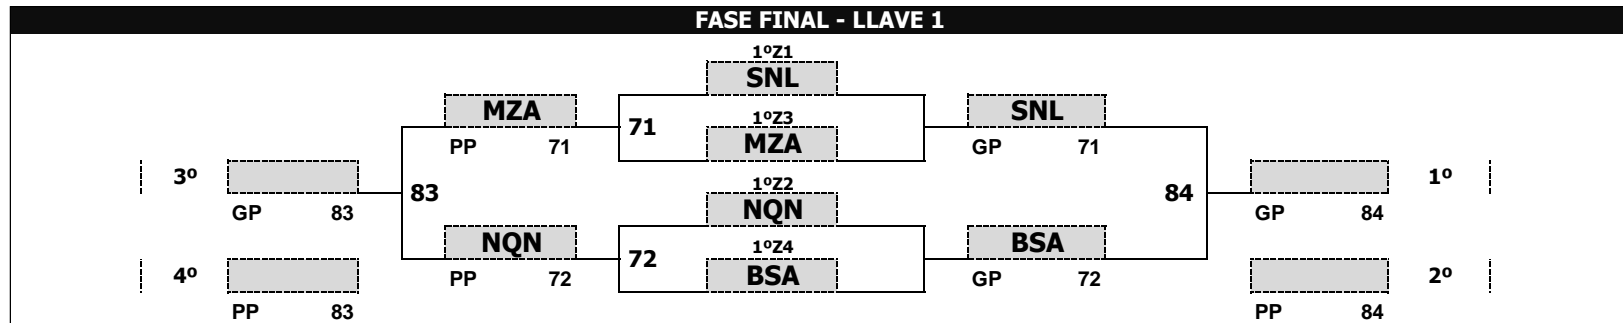 FASE FINAL - LLAVE 1
1ºZ1
SNL
MZA
SNL
71
1ºZ3
PP 71
MZA
GP 71
3º
1º
83
1ºZ2
84
GP 83
NQN
GP 84
NQN
BSA
72
1ºZ4
4º
PP 72
BSA
GP 72
2º
PP 83
PP 84